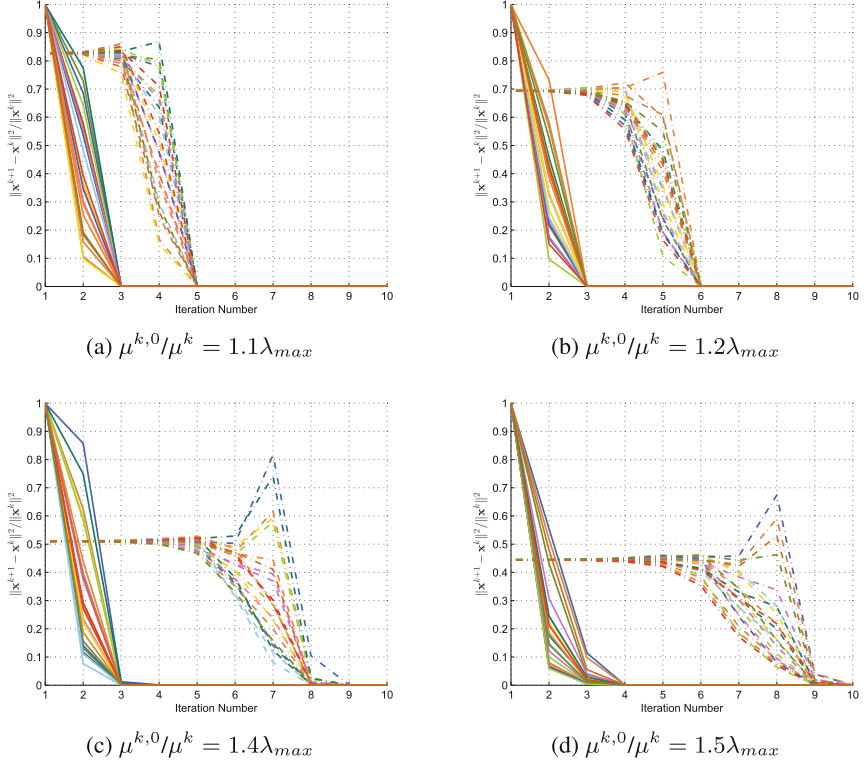 1
0.9
0.8
0.7
0.6
0.5
0.4
0.3
0.2
0.1
0
‖x^{k+1} − x^k‖²/‖x^k‖²
1 2 3 4 5 6 7 8 9 10
Iteration Number
(a) μ^{k,0}/μ^k = 1.1λ_{max}
1
0.9
0.8
0.7
0.6
0.5
0.4
0.3
0.2
0.1
0
‖x^{k+1} − x^k‖²/‖x^k‖²
1 2 3 4 5 6 7 8 9 10
Iteration Number
(b) μ^{k,0}/μ^k = 1.2λ_{max}
1
0.9
0.8
0.7
0.6
0.5
0.4
0.3
0.2
0.1
0
‖x^{k+1} − x^k‖²/‖x^k‖²
1 2 3 4 5 6 7 8 9 10
Iteration Number
(c) μ^{k,0}/μ^k = 1.4λ_{max}
1
0.9
0.8
0.7
0.6
0.5
0.4
0.3
0.2
0.1
0
‖x^{k+1} − x^k‖²/‖x^k‖²
1 2 3 4 5 6 7 8 9 10
Iteration Number
(d) μ^{k,0}/μ^k = 1.5λ_{max}